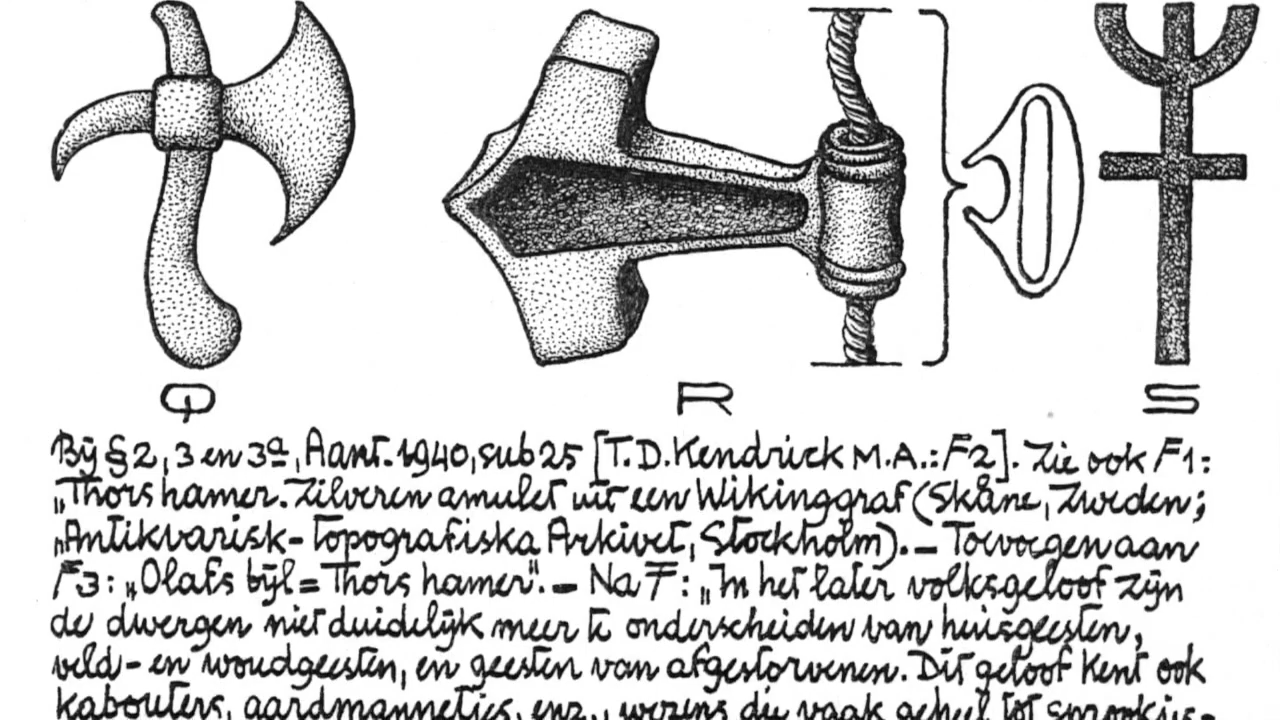 Q R S
Bij § 2, 3 en 3ª, Aant. 1940, sub 25 [T.D. Kendrick M.A.: F2]. Zie ook F1:
„Thors hamer. Zilveren amulet uit een Wikinggraf (Skåne, Zweden;
„Antikvarisk-Topografiska Arkivet, Stockholm). – Toevoegen aan
F3: „Olafs bijl = Thors hamer". – Na F: „In het later volksgeloof zijn
de dwergen niet duidelijk meer te onderscheiden van huisgeesten,
veld- en woudgeesten, en geesten van afgestorvenen. Dit geloof kent ook
kabouters, aardmannetjes, enz., wezens die vaak geheel tot sprookjes-